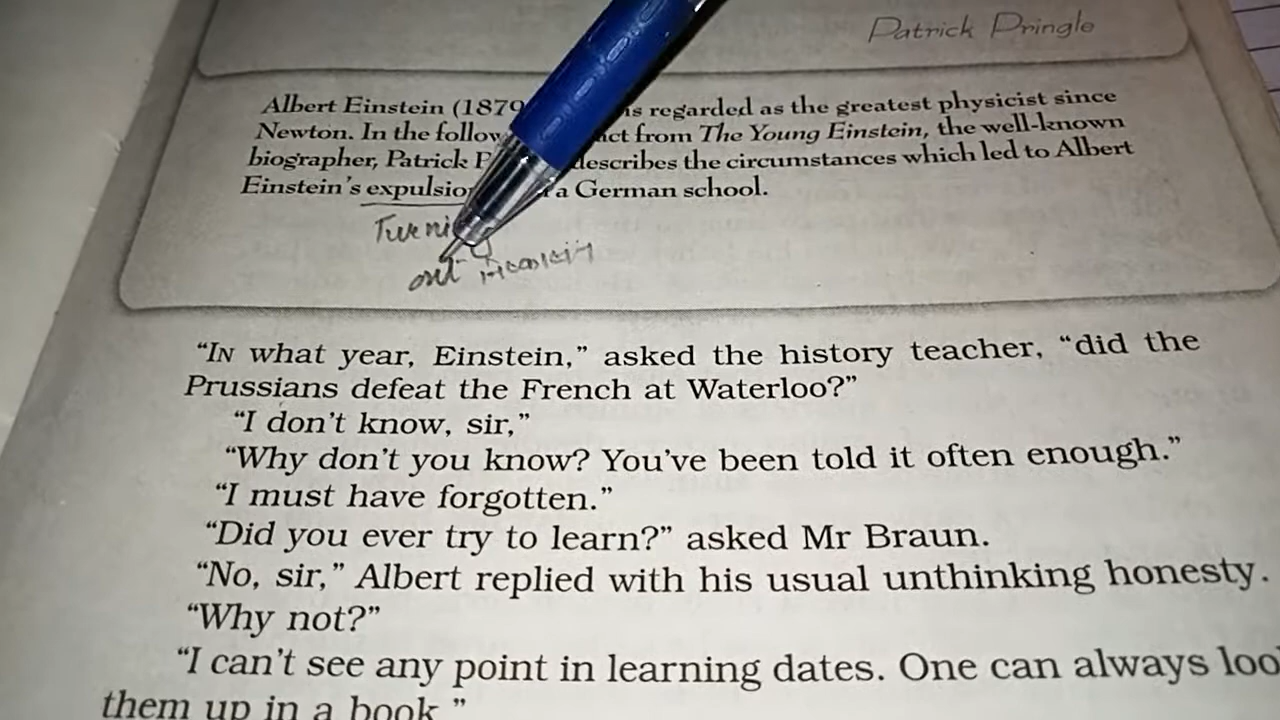 Patrick Pringle
Albert Einstein (1879 is regarded as the greatest physicist since
Newton. In the follow ct from The Young Einstein, the well-known
biographer, Patrick P describes the circumstances which led to Albert
Einstein's expulsio a German school.
out
“IN what year, Einstein,” asked the history teacher, “did the
Prussians defeat the French at Waterloo?”
“I don't know, sir,”
“Why don't you know? You've been told it often enough.”
“I must have forgotten.”
“Did you ever try to learn?” asked Mr Braun.
“No, sir,” Albert replied with his usual unthinking honesty.
“Why not?”
“I can't see any point in learning dates. One can always loo
them up in a book ”